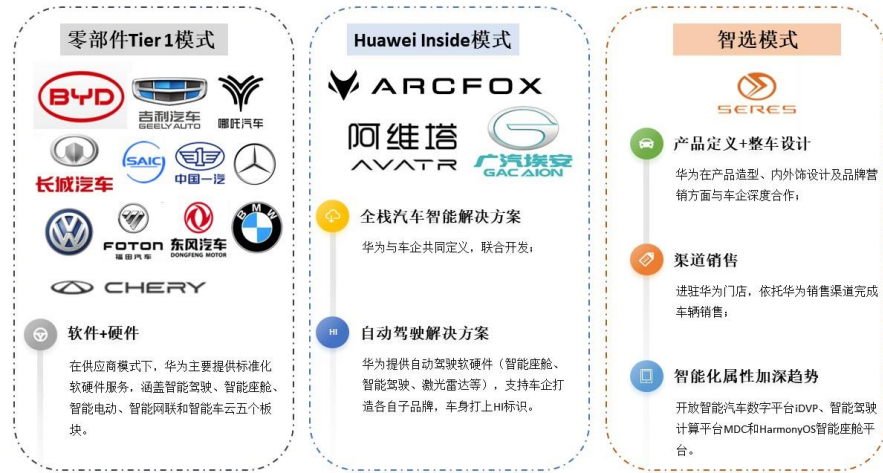 零部件Tier 1模式
BYD
吉利汽车
GEELY AUTO
哪吒汽车
长城汽车
SAIC
中国一汽
BMW
FOTON
福田汽车
东风汽车
DONGFENG MOTOR
CHERY
软件+硬件
在供应商模式下，华为主要提供标准化
软硬件服务，涵盖智能驾驶、智能座舱、
智能电动、智能网联和智能车云五个板
块。
Huawei Inside模式
ARCFOX
阿维塔
AVATR
广汽埃安
GAC AION
全栈汽车智能解决方案
华为与车企共同定义，联合开发；
HI
自动驾驶解决方案
华为提供自动驾驶软硬件（智能座舱、
智能驾驶、激光雷达等），支持车企打
造各自子品牌，车身打上HI标识。
智选模式
SERES
产品定义+整车设计
华为在产品造型、内外饰设计及品牌营
销方面与车企深度合作；
渠道销售
进驻华为门店，依托华为销售渠道完成
车辆销售；
智能化属性加深趋势
开放智能汽车数字平台iDVP、智能驾驶
计算平台MDC和HarmonyOS智能座舱平
台。